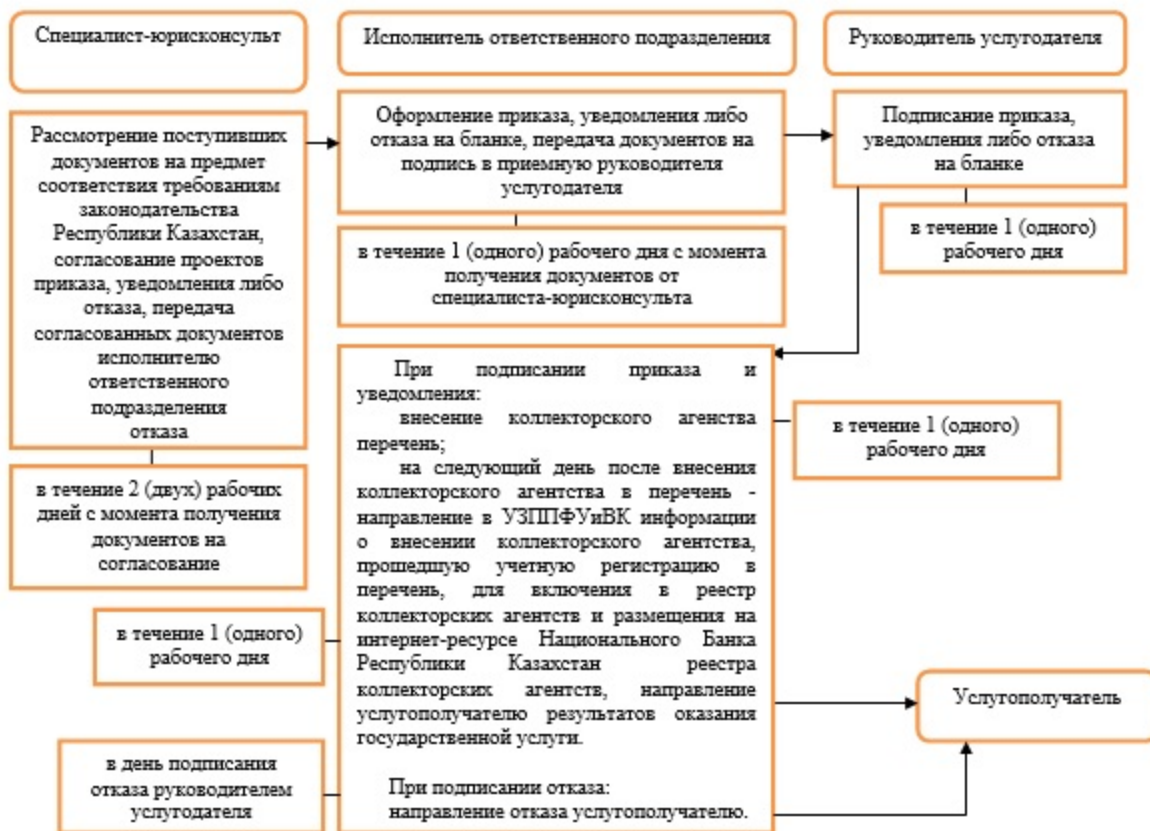 Специалист-юрисконсульт
Исполнитель ответственного подразделения
Руководитель услугодателя
Рассмотрение поступивших
документов на предмет
соответствия требованиям
законодательства
Республики Казахстан,
согласование проектов
приказа, уведомления либо
отказа, передача
согласованных документов
исполнителю
ответственного
подразделения
отказа
в течение 2 (двух) рабочих
дней с момента получения
документов на
согласование
Оформление приказа, уведомления либо
отказа на бланке, передача документов на
подпись в приемную руководителя
услугодателя
в течение 1 (одного) рабочего дня с момента
получения документов от
специалиста-юрисконсульта
Подписание приказа,
уведомления либо отказа
на бланке
в течение 1 (одного)
рабочего дня
При подписании приказа и
уведомления:
внесение коллекторского агенства
перечень;
на следующий день после внесения
коллекторского агентства в перечень -
направление в УЗППФУиВК информации
о внесении коллекторского агентства,
прошедшую учетную регистрацию в
перечень, для включения в реестр
коллекторских агентств и размещения на
интернет-ресурсе Национального Банка
Республики Казахстан реестра
коллекторских агентств, направление
услугополучателю результатов оказания
государственной услуги.
При подписании отказа:
направление отказа услугополучателю.
в течение 1 (одного)
рабочего дня
в течение 1 (одного)
рабочего дня
в день подписания
отказа руководителем
услугодателя
Услугополучатель